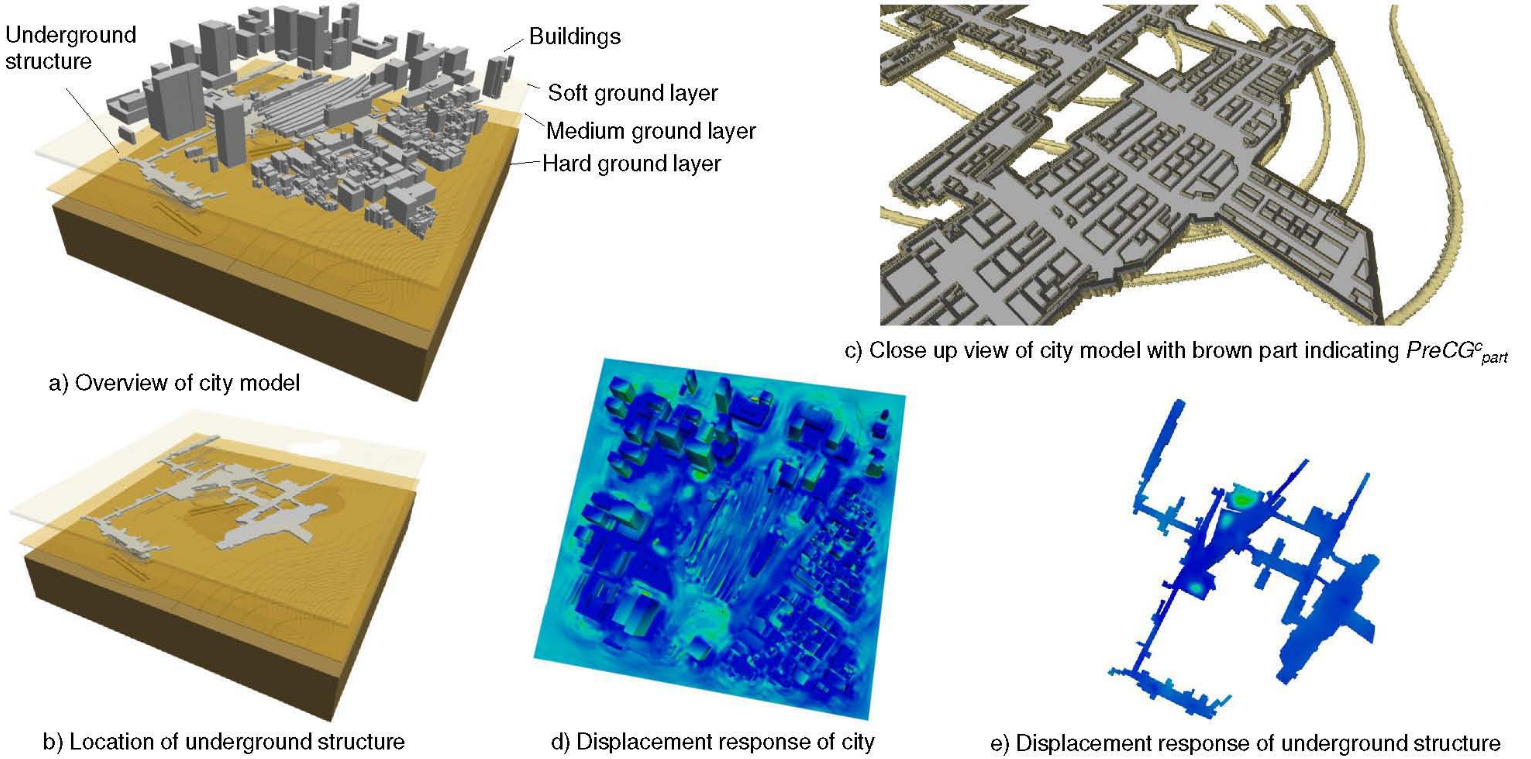 Underground
structure
Buildings
Soft ground layer
Medium ground layer
Hard ground layer
a) Overview of city model
c) Close up view of city model with brown part indicating PreCGᶜpart
b) Location of underground structure
d) Displacement response of city
e) Displacement response of underground structure